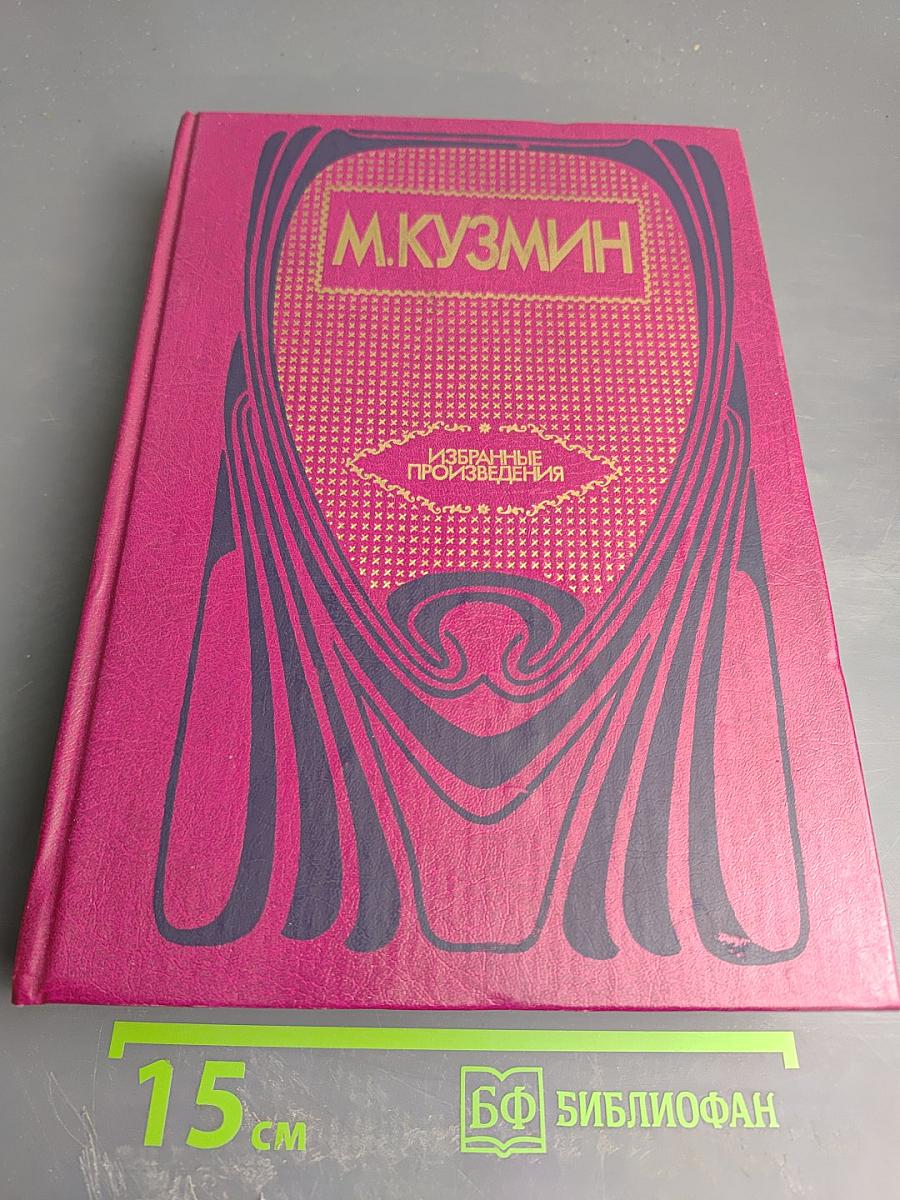 М.КУЗМИН
ИЗБРАННЫЕ
ПРОИЗВЕДЕНИЯ
15 см
БФ БИБЛИОФАН